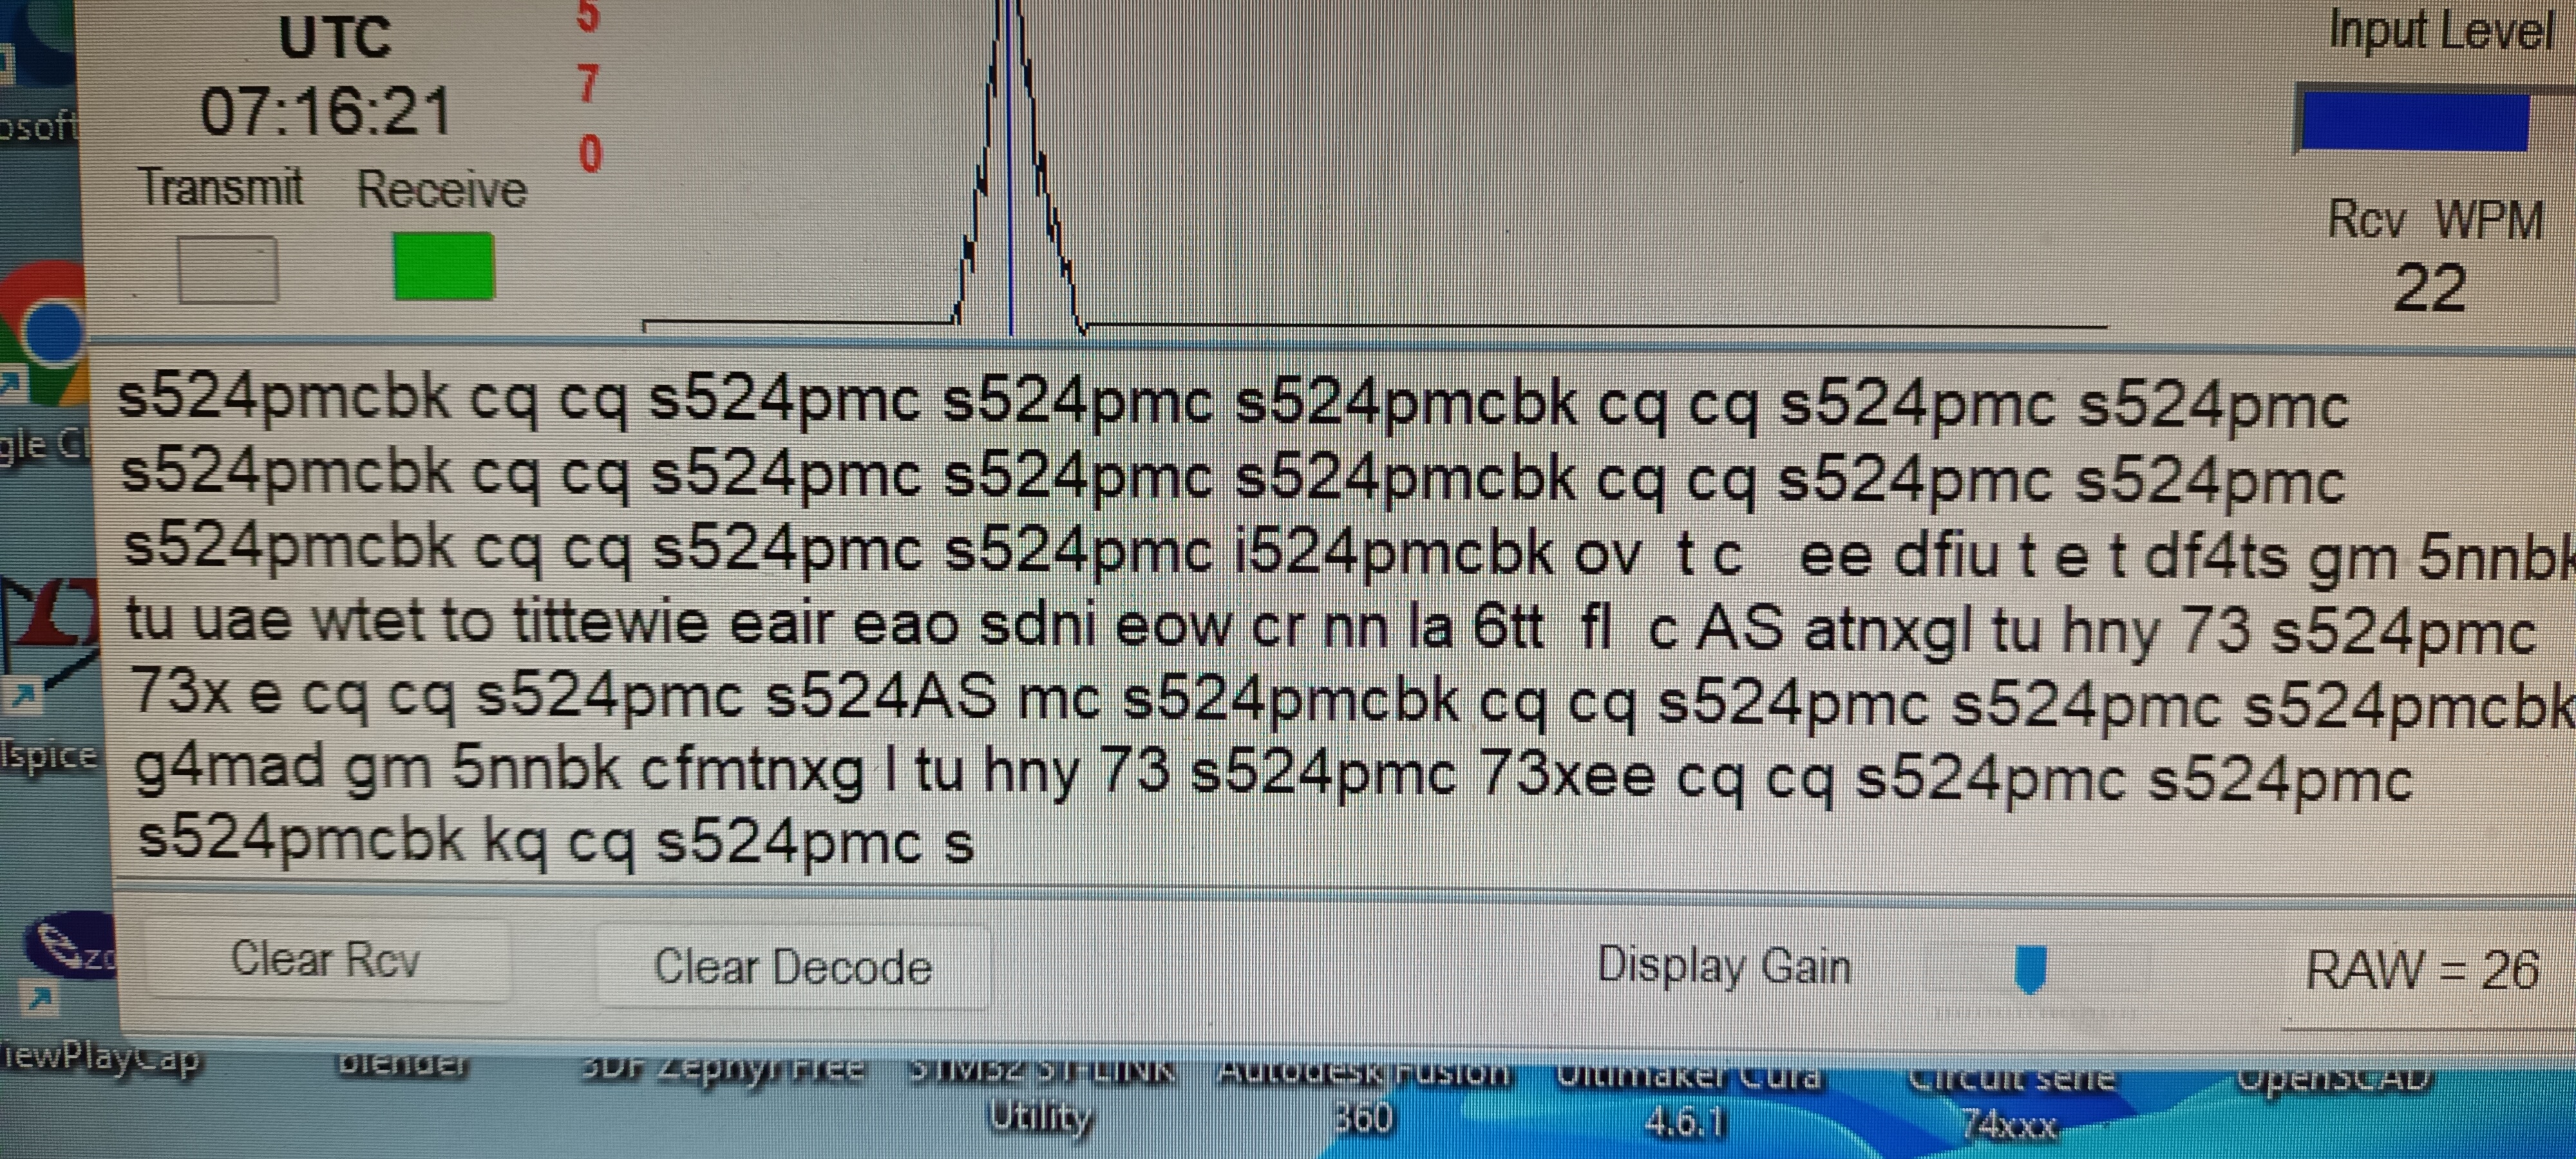 UTC
07:16:21
5
7
0
Transmit Receive
Input Level
Rcv WPM
22
s524pmcbk cq cq s524pmc s524pmc s524pmcbk cq cq s524pmc s524pmc
s524pmcbk cq cq s524pmc s524pmc s524pmcbk cq cq s524pmc s524pmc
s524pmcbk cq cq s524pmc s524pmc i524pmcbk ov t c ee dfiu t e t df4ts gm 5nnbk
tu uae wtet to tittewie eair eao sdni eow cr nn la 6tt fl c AS atnxgl tu hny 73 s524pmc
73x e cq cq s524pmc s524AS mc s524pmcbk cq cq s524pmc s524pmc s524pmcbk
g4mad gm 5nnbk cfmtnxg l tu hny 73 s524pmc 73xee cq cq s524pmc s524pmc
s524pmcbk kq cq s524pmc s
Clear Rcv
Clear Decode
Display Gain
RAW = 26
osoft
gle Cl
Tspice
zo
iewPlayCap
Blender
3DF Zephyr Free
STM32 ST-LINK
Utility
Autodesk Fusion
360
Ultimaker Cura
4.6.1
Circuit serie
74xxx
OpenSCAD